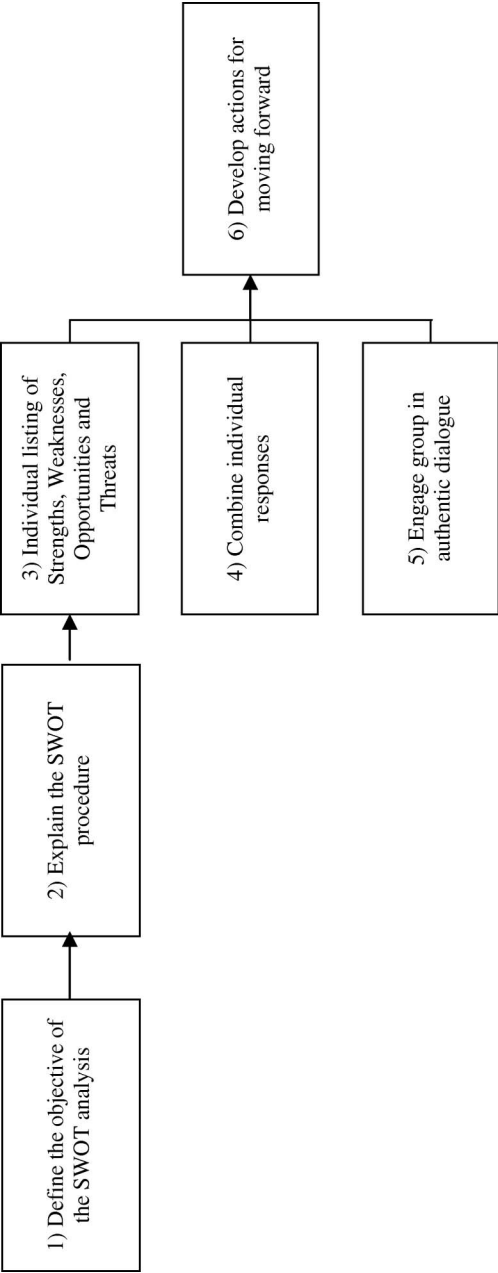 1) Define the objective of
the SWOT analysis
2) Explain the SWOT
procedure
3) Individual listing of
Strengths, Weaknesses,
Opportunities and
Threats
4) Combine individual
responses
5) Engage group in
authentic dialogue
6) Develop actions for
moving forward